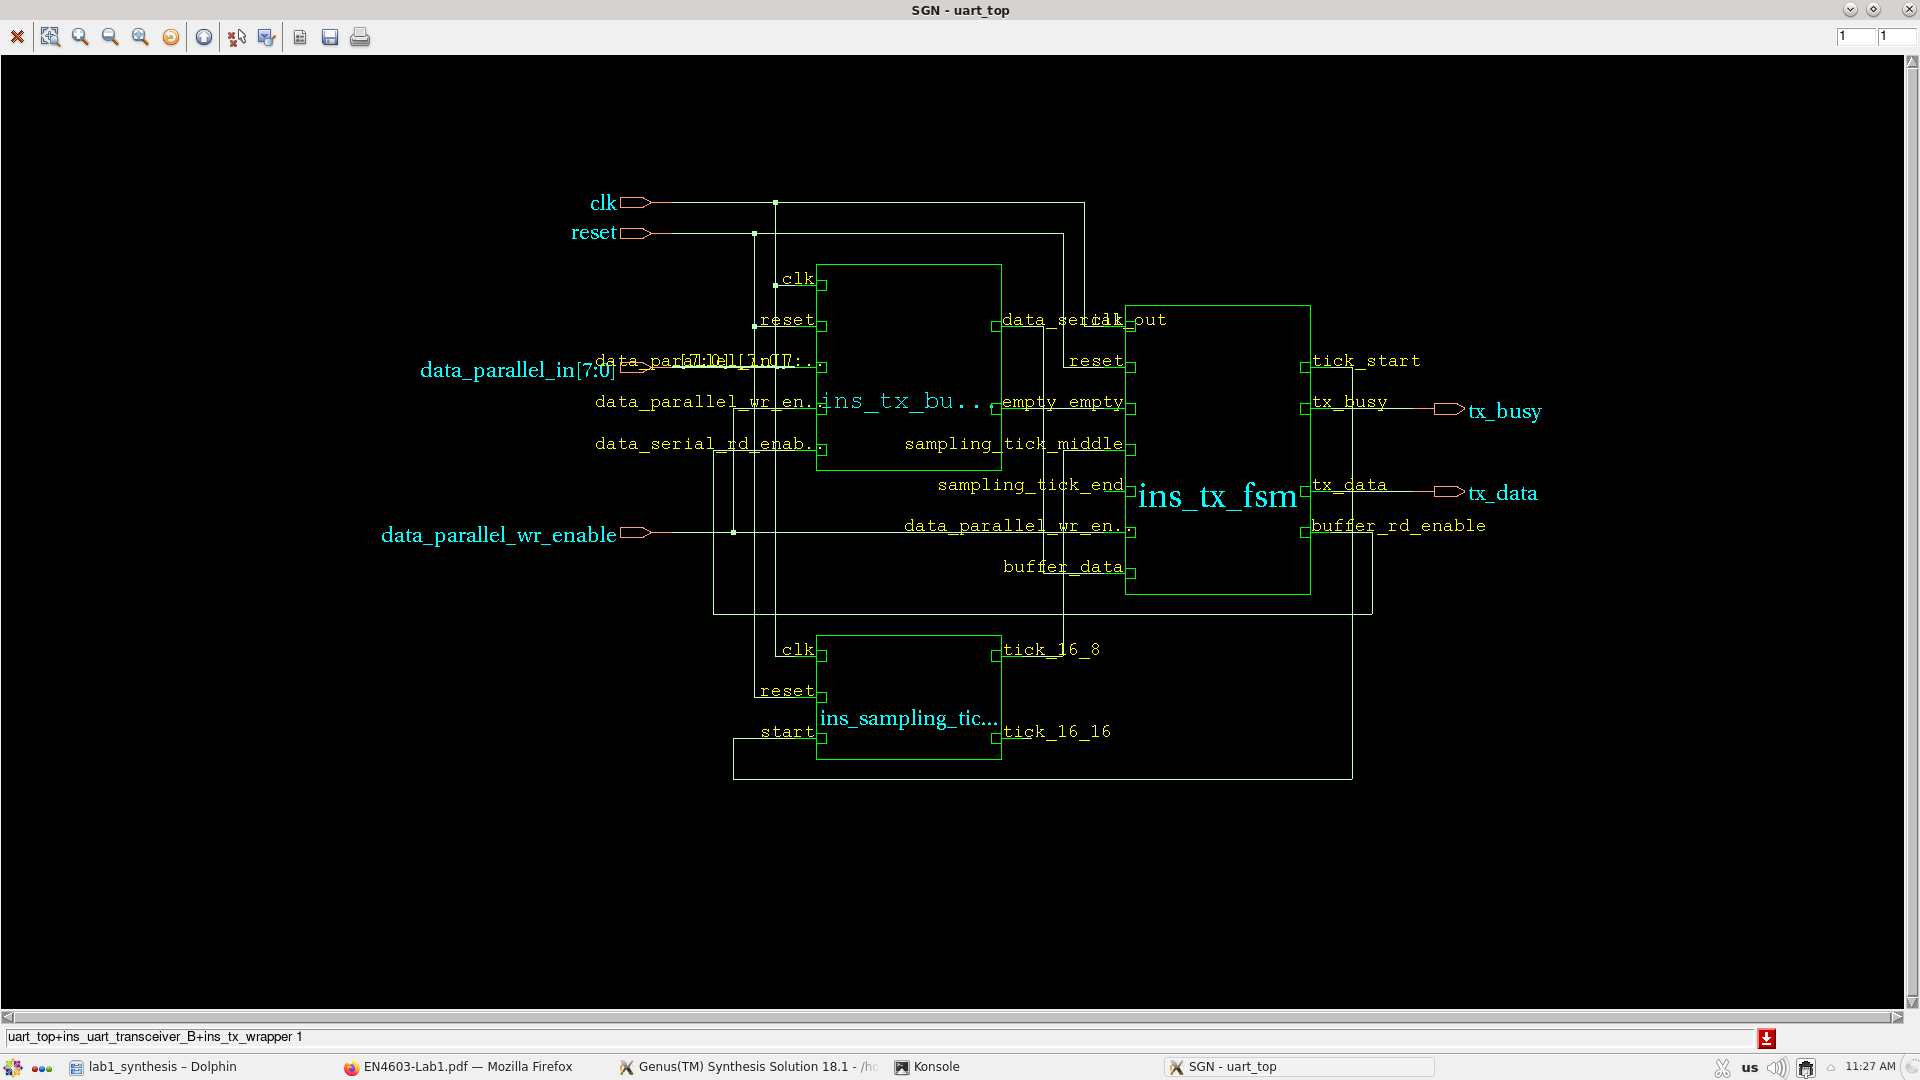 SGN - uart_top
1 1
clk
reset
clk
reset
data_serial_out
clk
reset
tick_start
data_parallel_in[7:0]
data_parallel_wr_en..
ins_tx_bu...
empty
empty
tx_busy
tx_busy
data_serial_rd_enab..
sampling_tick_middle
sampling_tick_end
ins_tx_fsm
tx_data
tx_data
data_parallel_wr_enable
data_parallel_wr_en..
buffer_rd_enable
buffer_data
clk
tick_16_8
reset
ins_sampling_tic...
start
tick_16_16
uart_top+ins_uart_transceiver_B+ins_tx_wrapper 1
lab1_synthesis – Dolphin
EN4603-Lab1.pdf — Mozilla Firefox
Genus(TM) Synthesis Solution 18.1 - /ho
Konsole
SGN - uart_top
us
11:27 AM